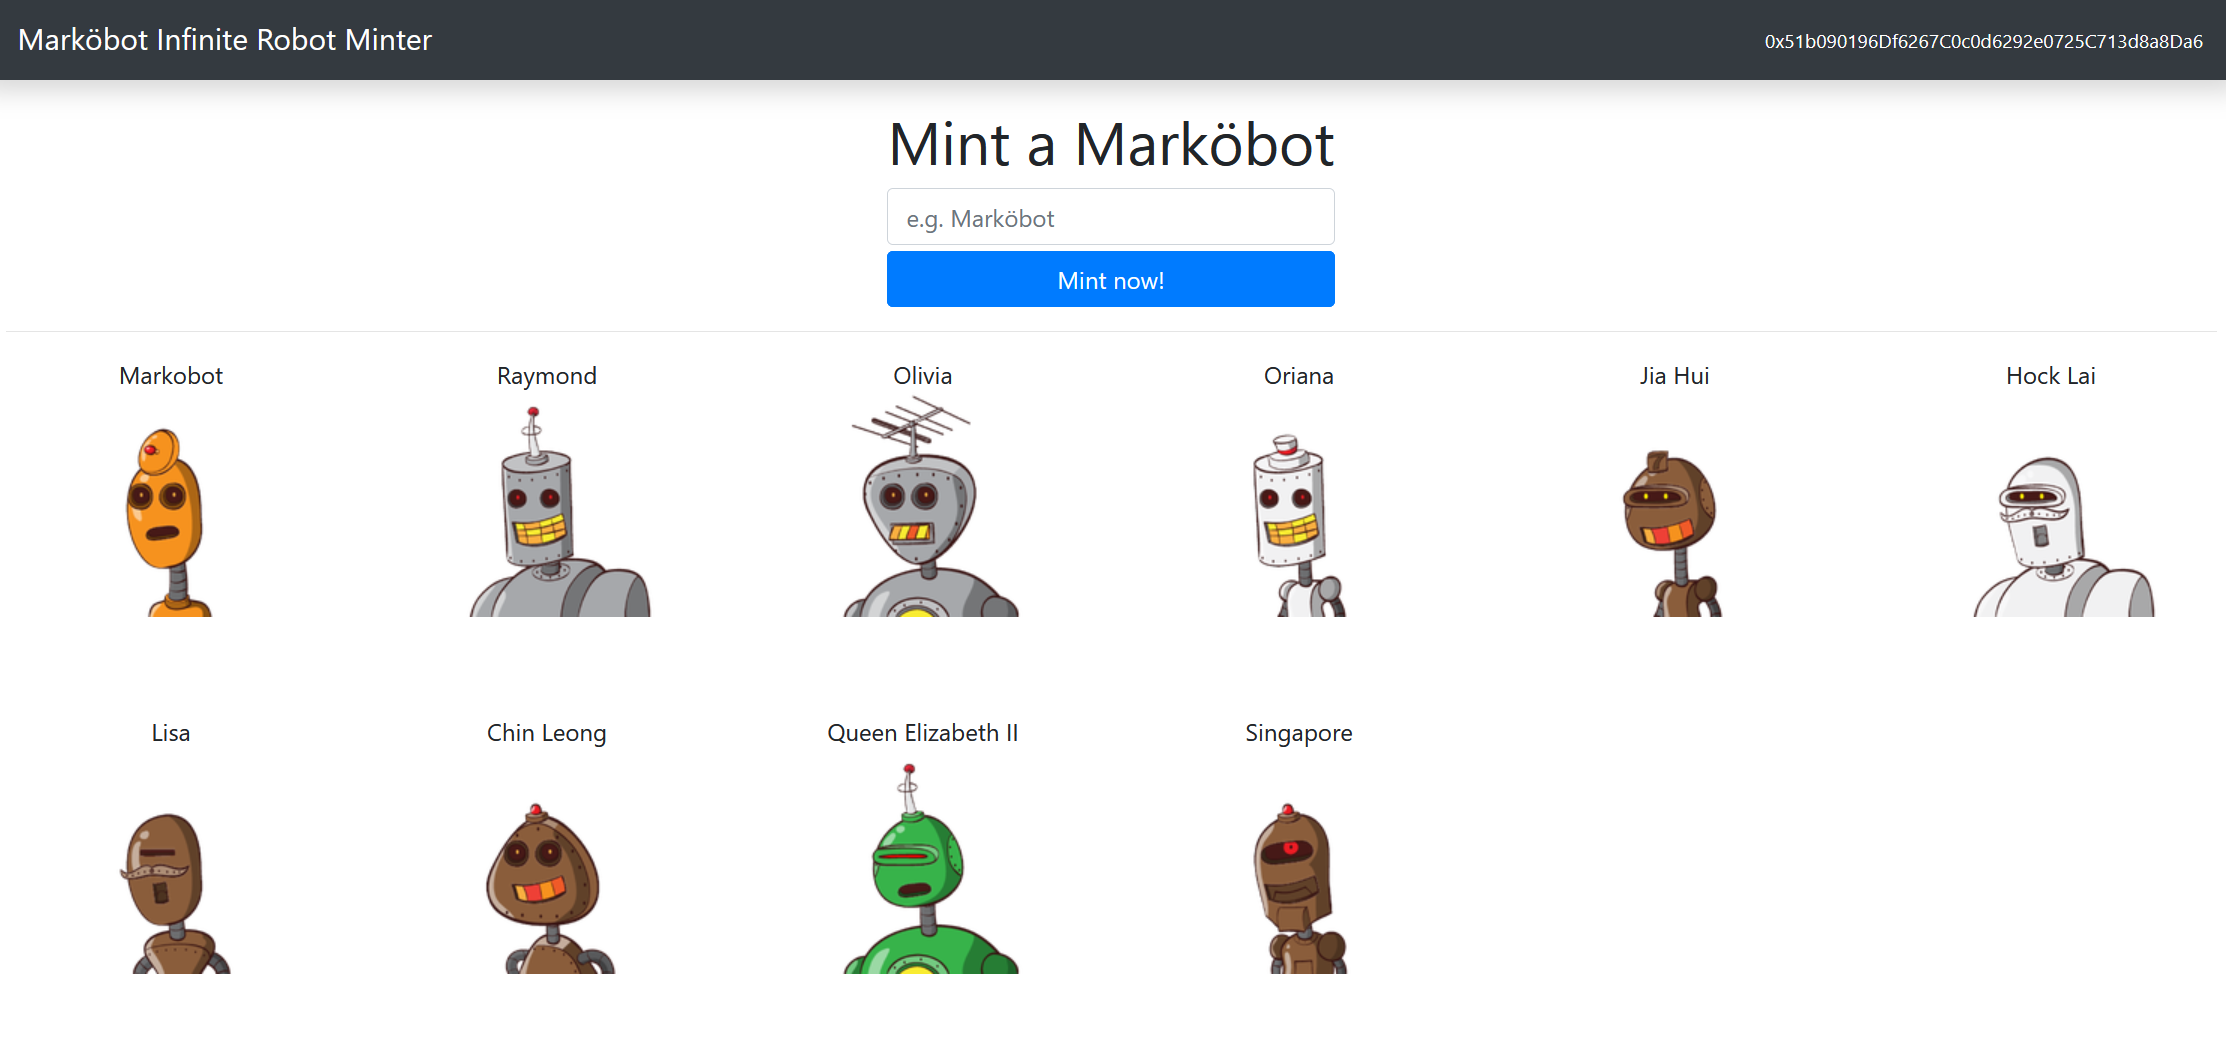 Marköbot Infinite Robot Minter
0x51b090196Df6267C0c0d6292e0725C713d8a8Da6
Mint a Marköbot
e.g. Marköbot
Mint now!
Markobot
Raymond
Olivia
Oriana
Jia Hui
Hock Lai
Lisa
Chin Leong
Queen Elizabeth II
Singapore